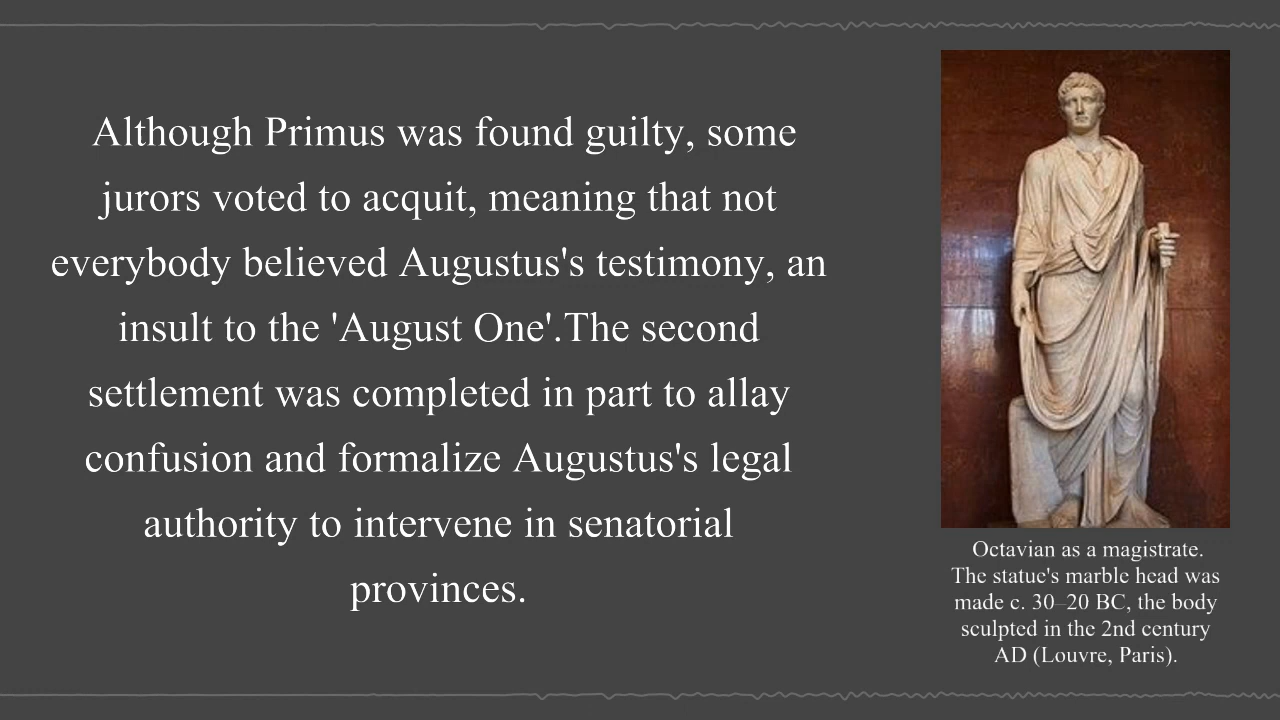 Although Primus was found guilty, some
jurors voted to acquit, meaning that not
everybody believed Augustus's testimony, an
insult to the 'August One'.The second
settlement was completed in part to allay
confusion and formalize Augustus's legal
authority to intervene in senatorial
provinces.
Octavian as a magistrate.
The statue's marble head was
made c. 30–20 BC, the body
sculpted in the 2nd century
AD (Louvre, Paris).